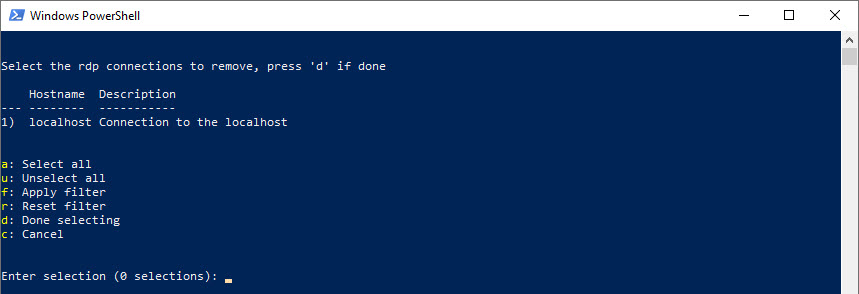 Windows PowerShell
Select the rdp connections to remove, press 'd' if done
Hostname Description
--- -------- -----------
1) localhost Connection to the localhost
a: Select all
u: Unselect all
f: Apply filter
r: Reset filter
d: Done selecting
c: Cancel
Enter selection (0 selections):